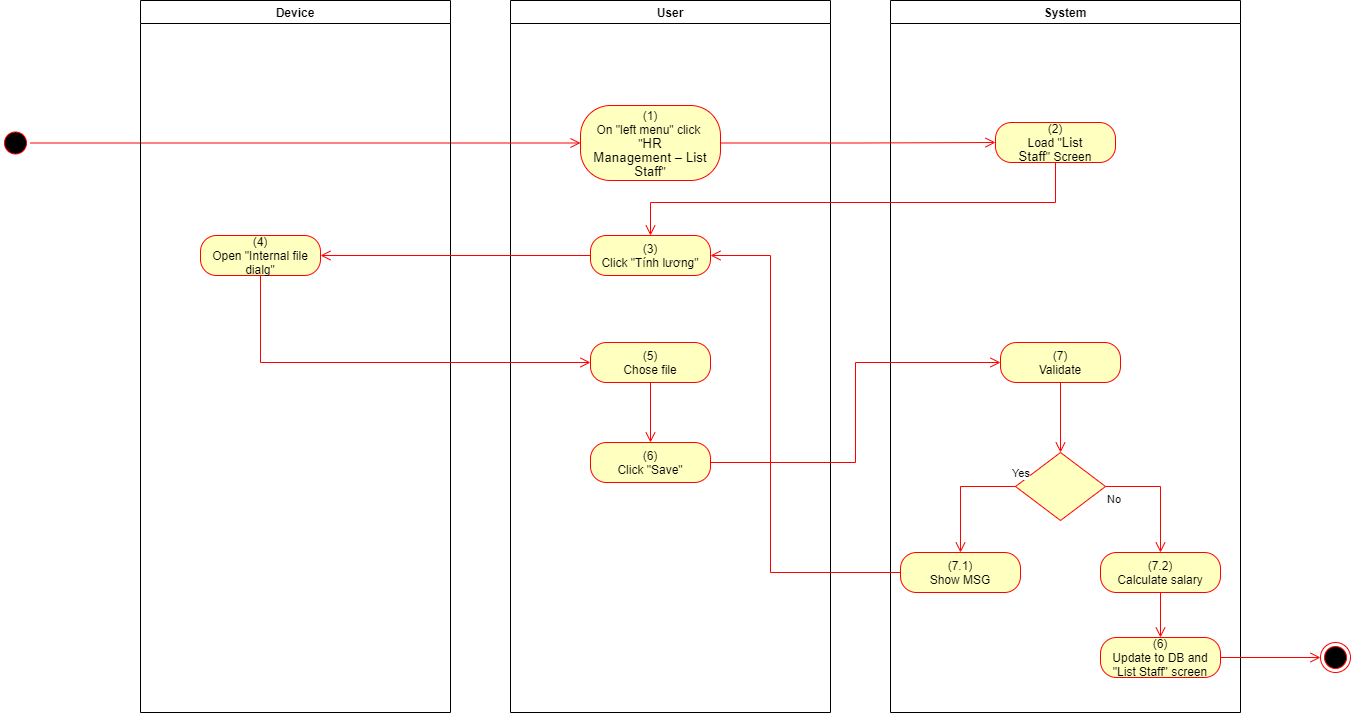 Device
User
System
(1)
On "left menu" click
"HR
Management – List
Staff"
(2)
Load "List
Staff" Screen
(3)
Click "Tính lương"
(4)
Open "Internal file
dialg"
(5)
Chose file
(6)
Click "Save"
(7)
Validate
Yes
No
(7.1)
Show MSG
(7.2)
Calculate salary
(6)
Update to DB and
"List Staff" screen